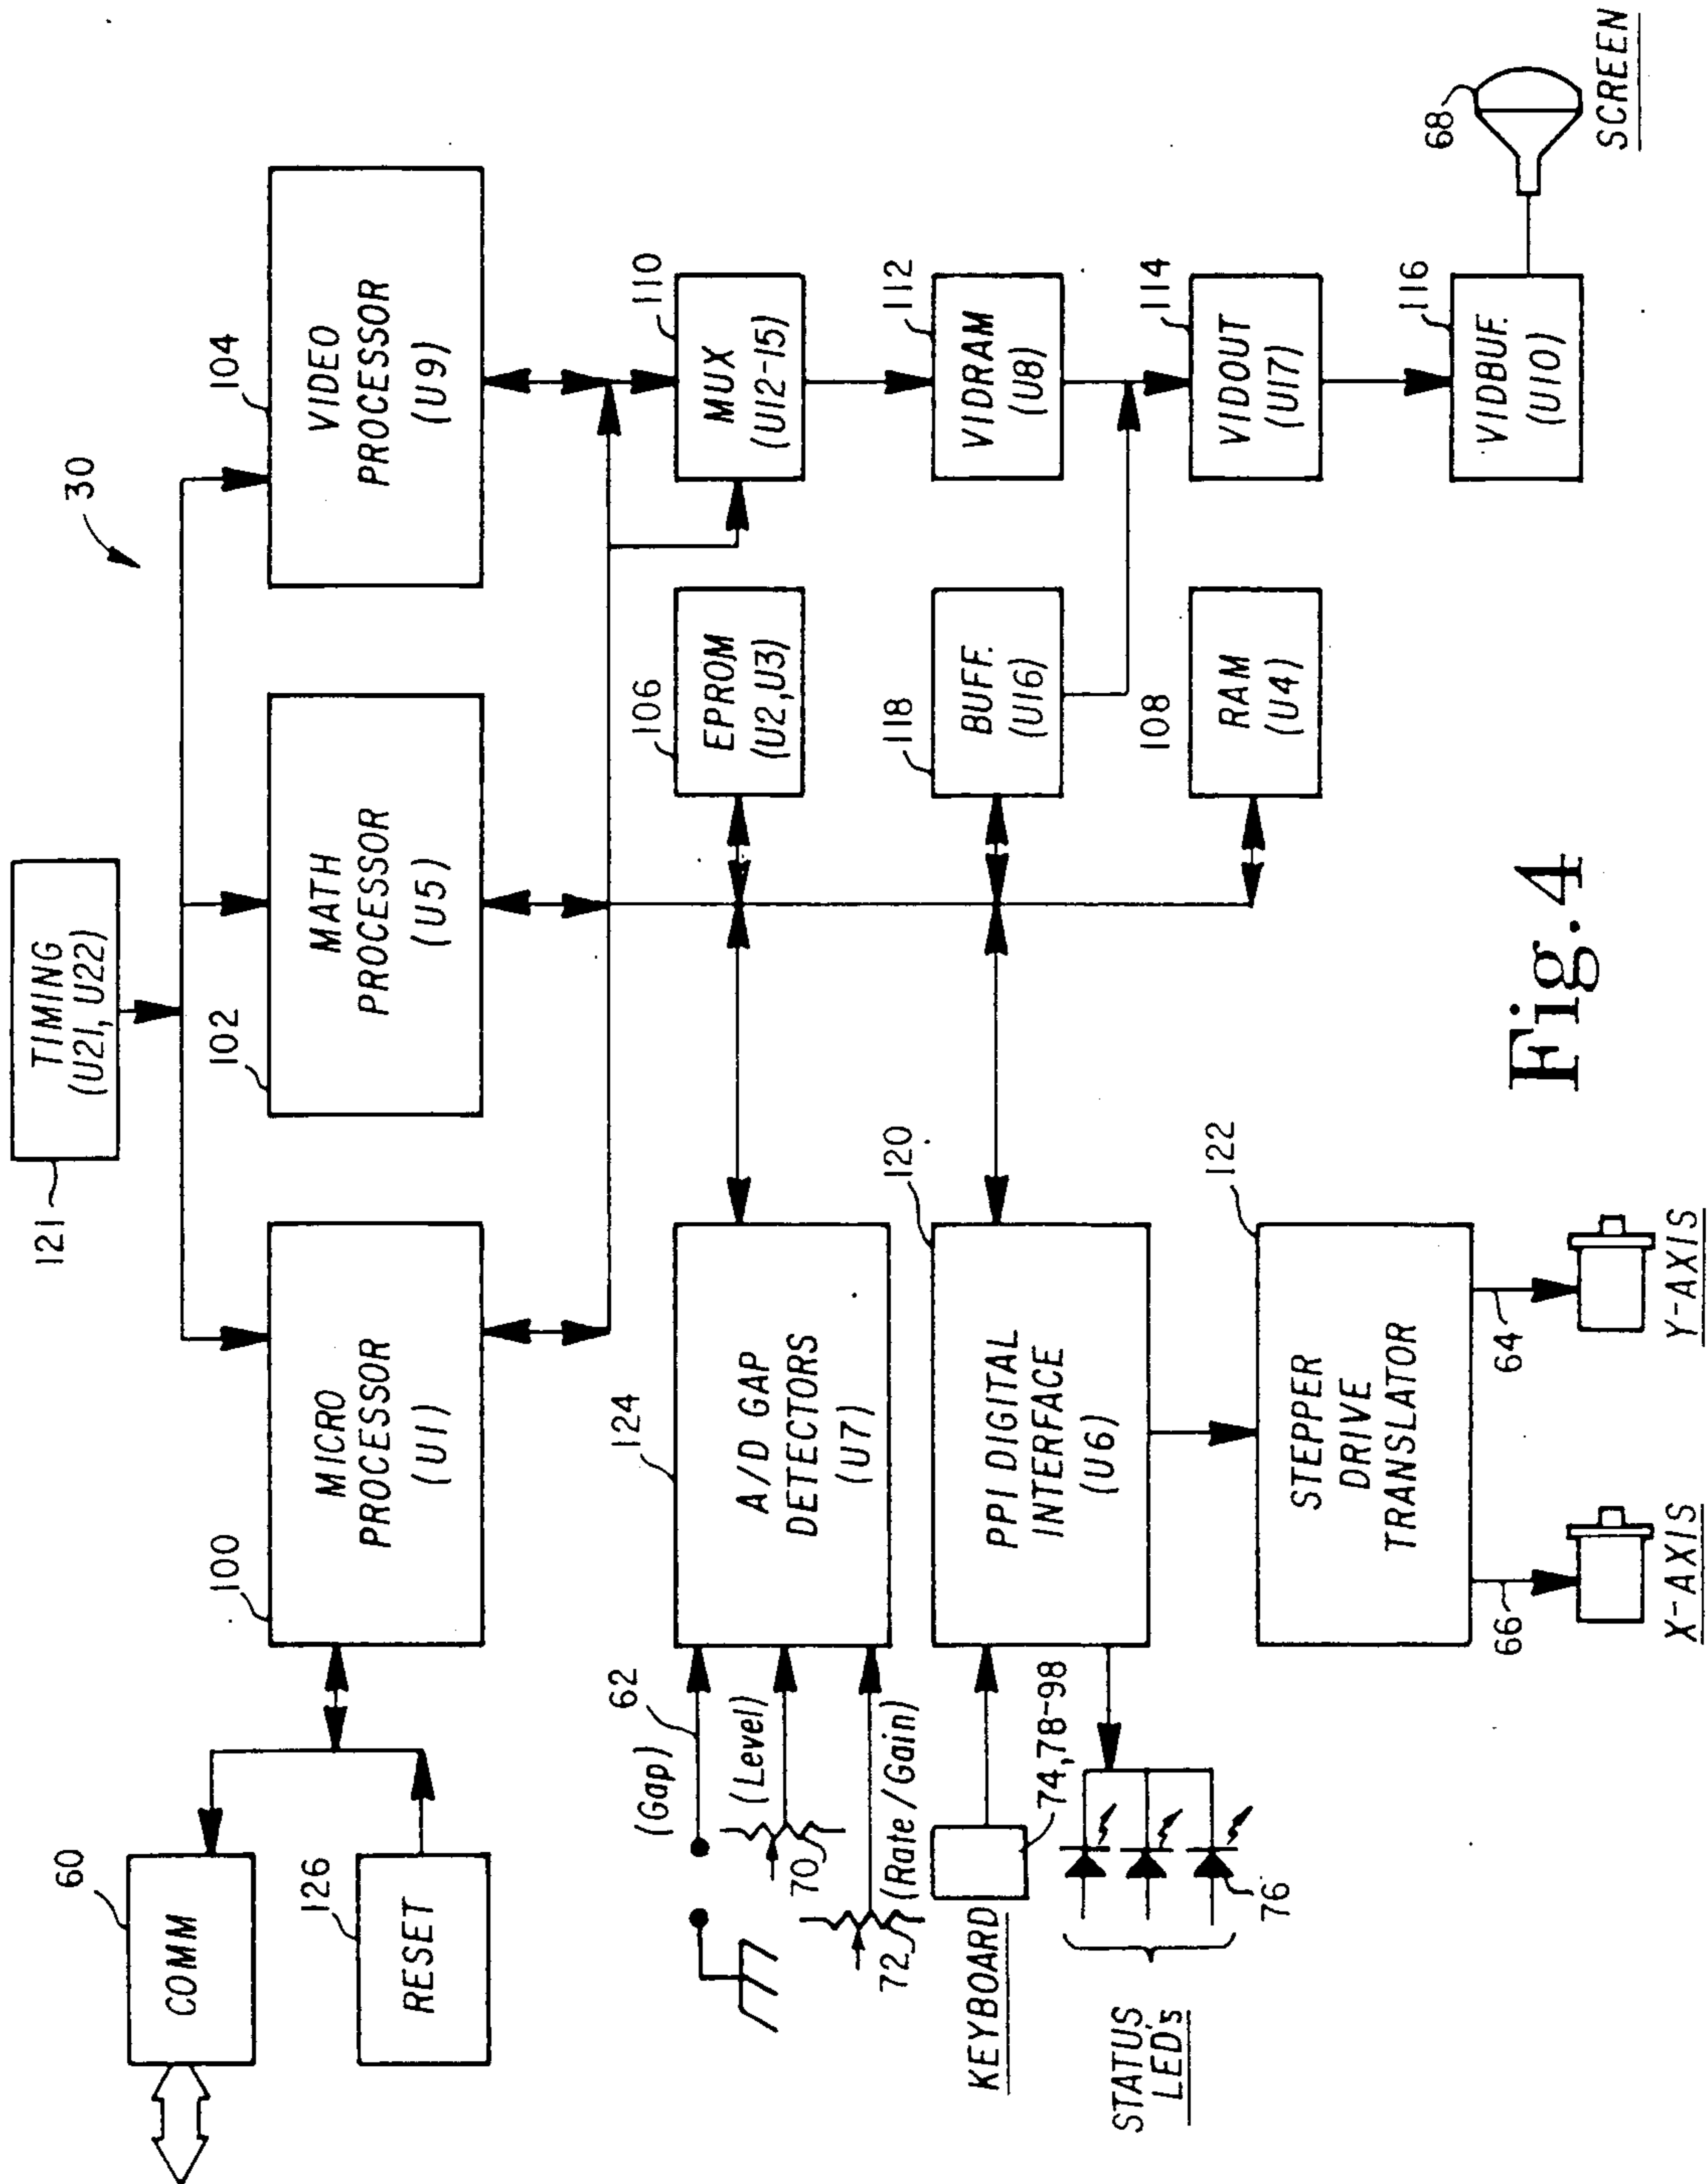 30
TIMING
(U21, U22)
121
100
MICRO
PROCESSOR
(U1)
102
MATH
PROCESSOR
(U5)
104
VIDEO
PROCESSOR
(U9)
60
COMM
126
RESET
124
A/D GAP
DETECTORS
(U7)
(Gap)
62
(Level)
70
(Rate/Gain)
72
106
EPROM
(U2,U3)
110
MUX
(U12-15)
120
PPI DIGITAL
INTERFACE
(U6)
118
BUFF.
(U16)
112
VIDRAM
(U8)
KEYBOARD
74,78-98
STATUS
LED's
76
122
STEPPER
DRIVE
TRANSLATOR
108
RAM
(U4)
114
VIDOUT
(U17)
116
VIDBUF.
(U10)
68
SCREEN
66
X-AXIS
64
Y-AXIS
Fig.4